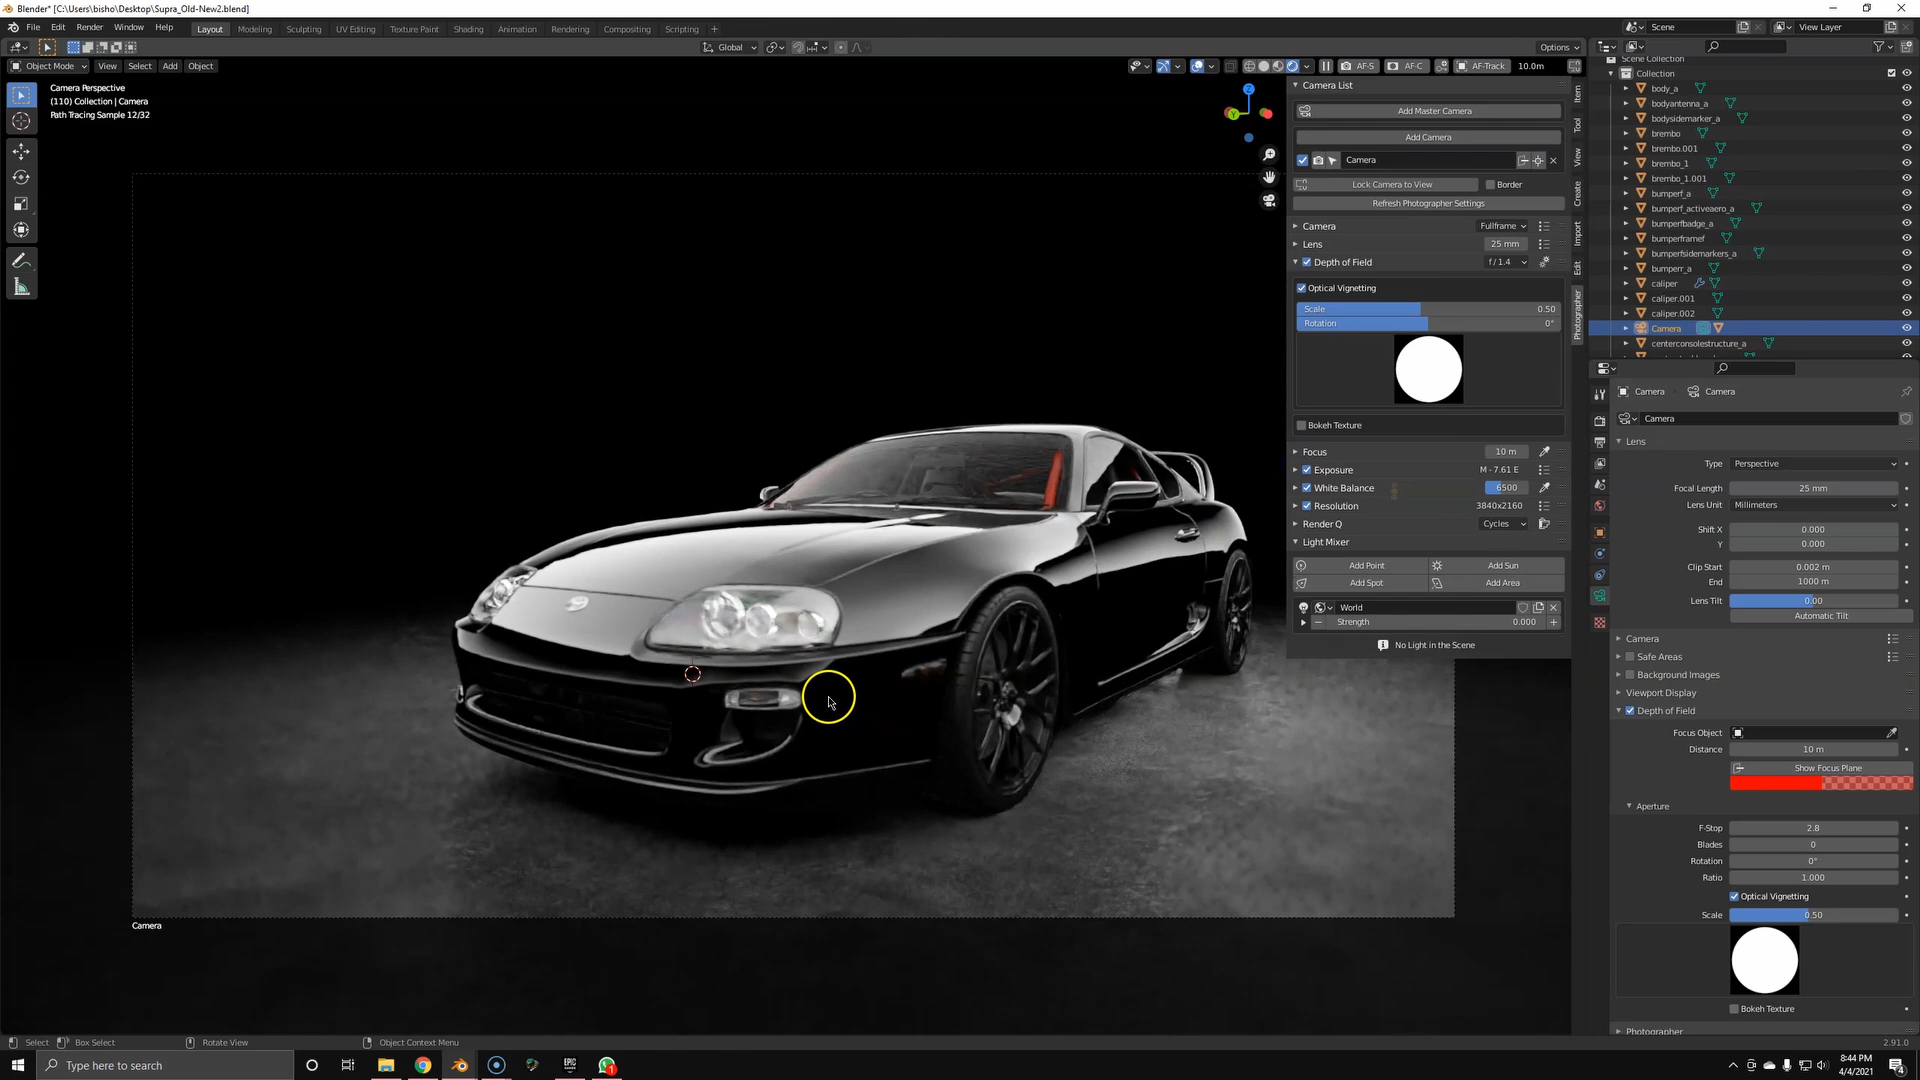 Blender* [C:\Users\bisho\Desktop\Supra_Old-New2.blend]
File Edit Render Window Help Layout Modeling Sculpting UV Editing Texture Paint Shading Animation Rendering Compositing Scripting + Scene View Layer
Global Options
Object Mode View Select Add Object AF-S AF-C AF-Track 10.0m
Camera Perspective
(110) Collection | Camera
Path Tracing Sample 12/32
Z
Y
Camera List
Add Master Camera
Add Camera
Camera
Lock Camera to View Border
Refresh Photographer Settings
Camera Fullframe
Lens 25 mm
Depth of Field f/1.4
Optical Vignetting
Scale 0.50
Rotation 0°
Bokeh Texture
Focus 10 m
Exposure M - 7.61 E
White Balance 6500
Resolution 3840x2160
Render Q Cycles
Light Mixer
Add Point Add Sun
Add Spot Add Area
World
Strength 0.000
No Light in the Scene
Item
Tool
View
Create
Import
Edit
Photographer
Scene Collection
Collection
body_a
bodyantenna_a
bodysidemarker_a
brembo
brembo.001
brembo_1
brembo_1.001
bumperf_a
bumperf_activeaero_a
bumperfbadge_a
bumperframef
bumperfsidemarkers_a
bumperr_a
caliper
caliper.001
caliper.002
Camera
centerconsolestructure_a
Camera Camera
Camera
Lens
Type Perspective
Focal Length 25 mm
Lens Unit Millimeters
Shift X 0.000
Y 0.000
Clip Start 0.002 m
End 1000 m
Lens Tilt 0.00
Automatic Tilt
Camera
Safe Areas
Background Images
Viewport Display
Depth of Field
Focus Object
Distance 10 m
Show Focus Plane
Aperture
F-Stop 2.8
Blades 0
Rotation 0°
Ratio 1.000
Optical Vignetting
Scale 0.50
Bokeh Texture
Photographer
Camera
Select Box Select Rotate View Object Context Menu 2.91.0
Type here to search
EPIC GAMES
1
8:44 PM
4/4/2021
4